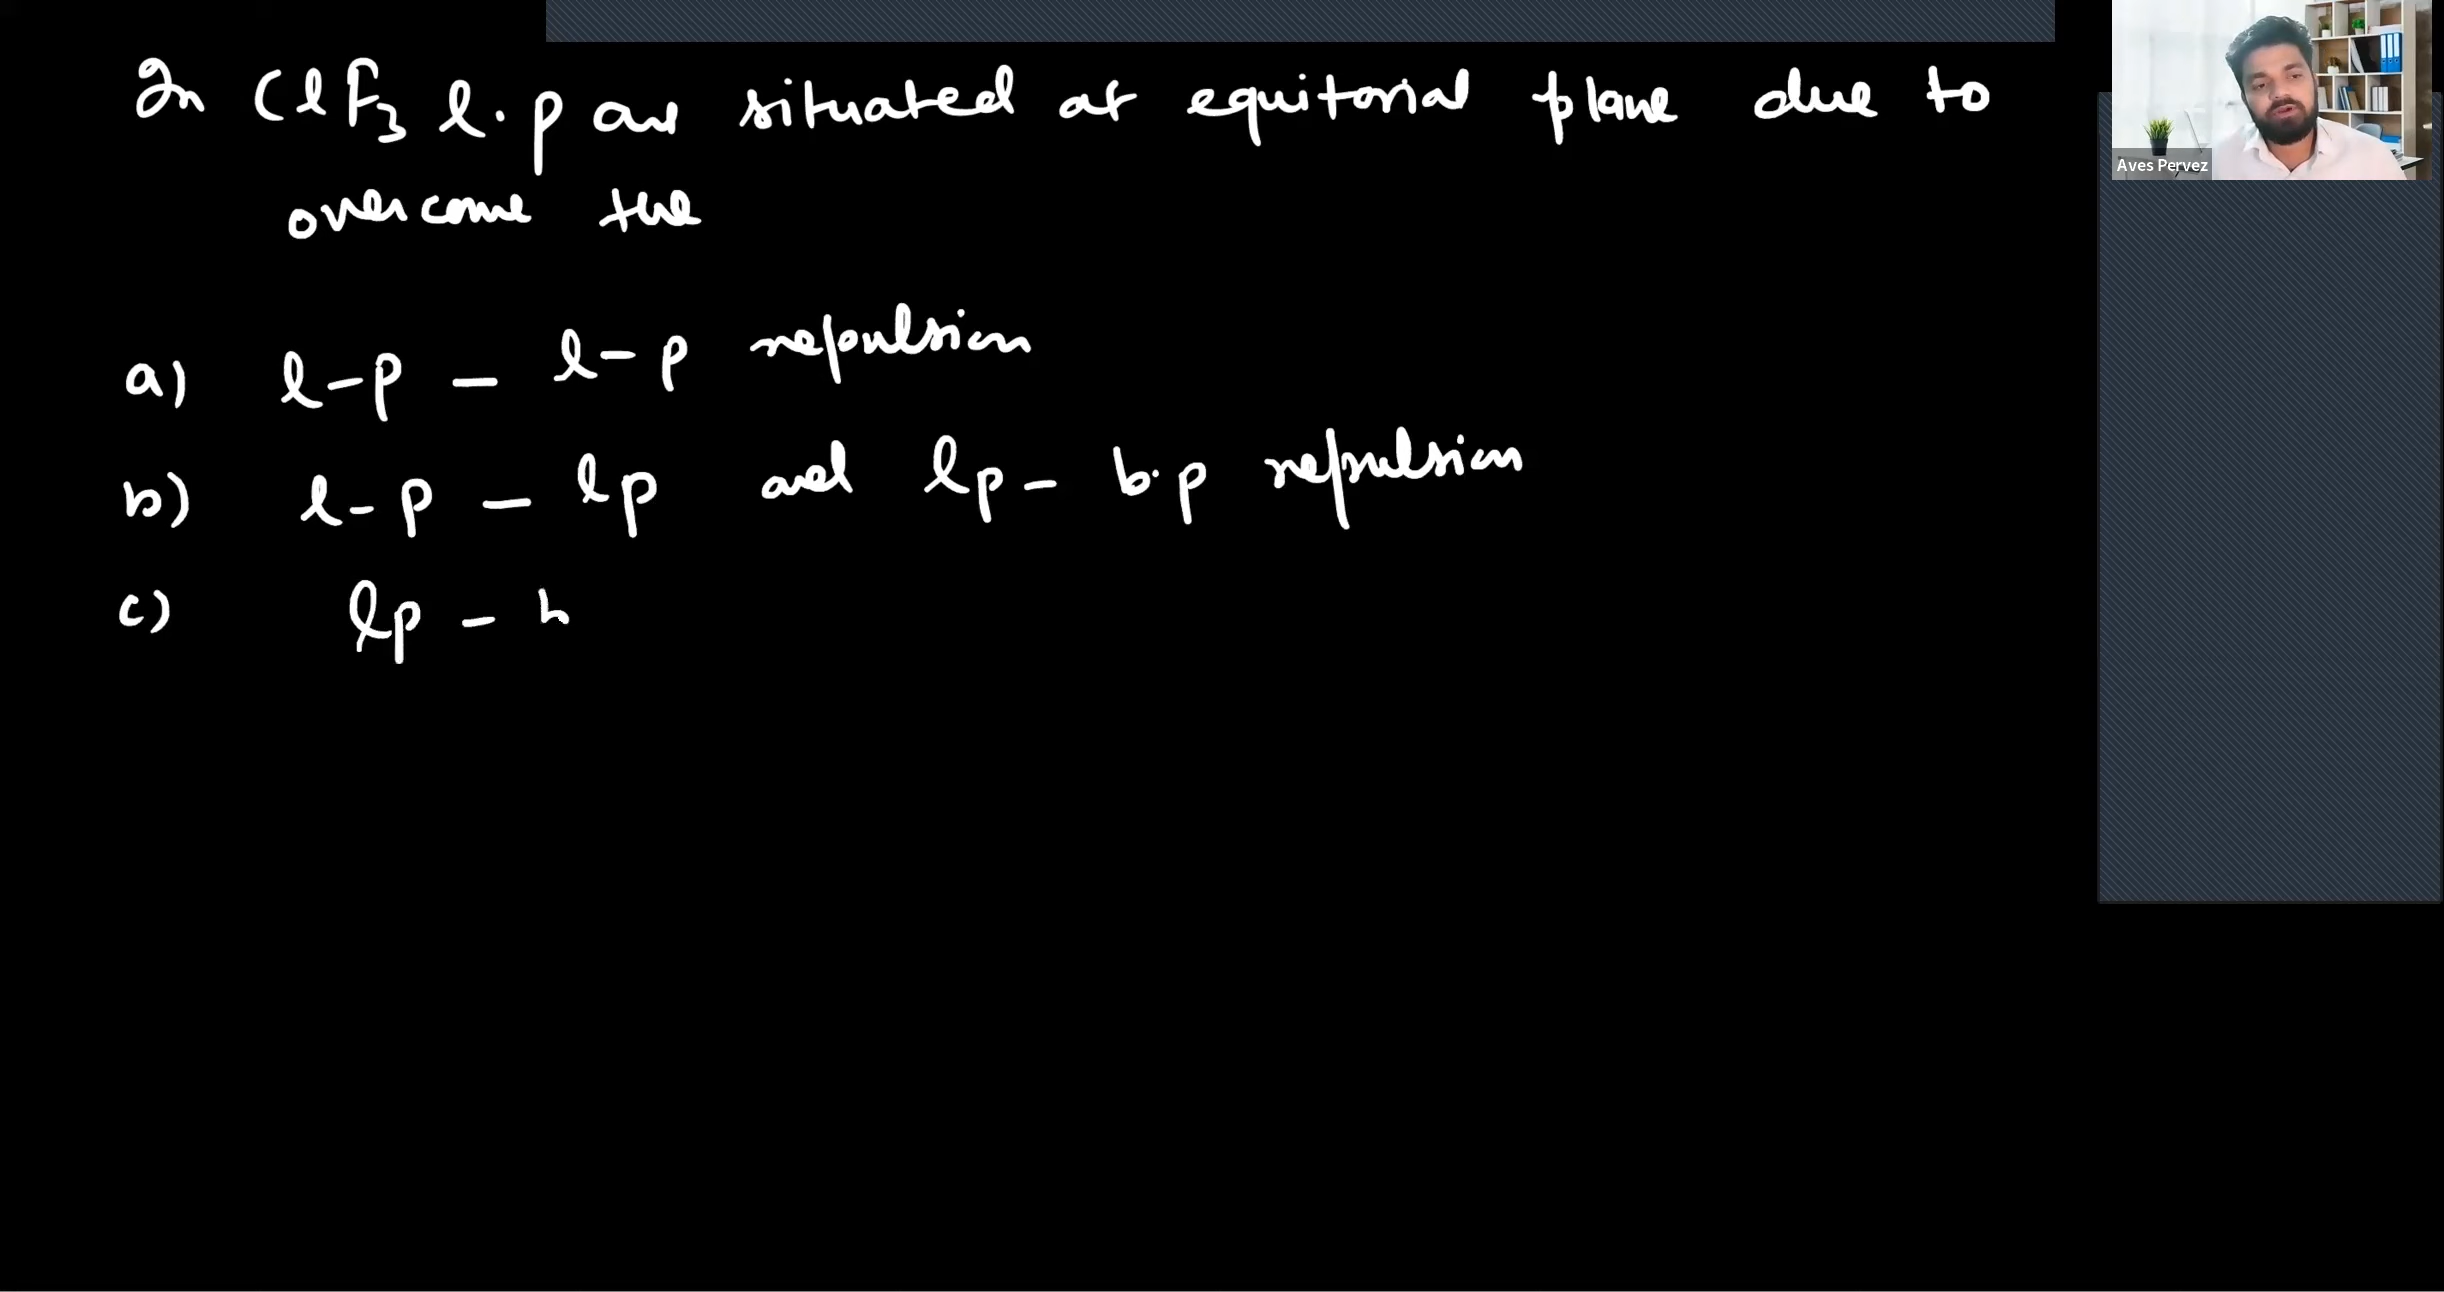 In ClF3 l.p are situated at equitorial plane due to
overcome the
a) l-p - l-p repulsion
b) l-p - lp and lp - b.p repulsion
c) lp - b
Aves Pervez